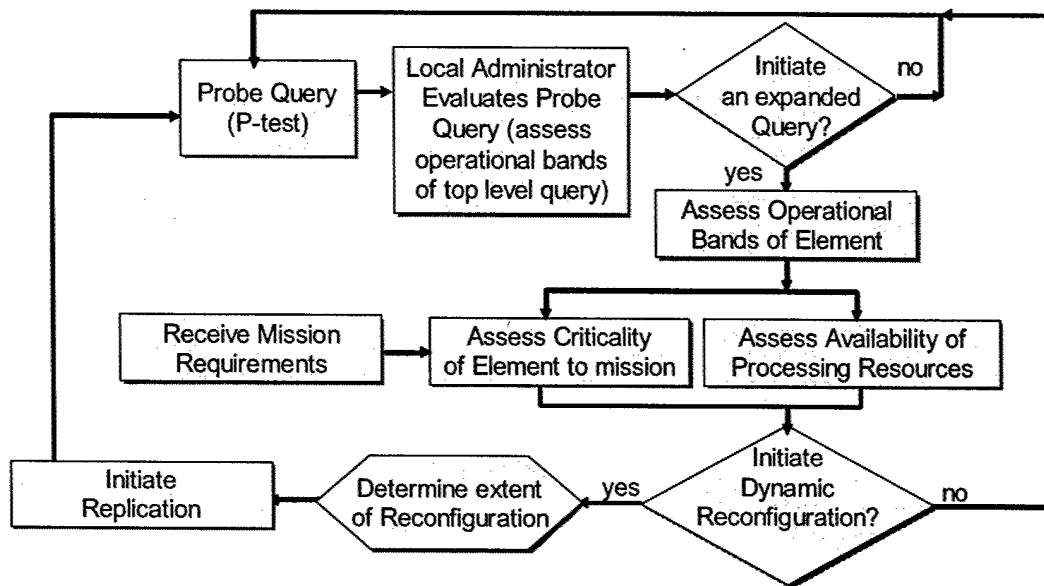 Probe Query
(P-test)
Local Administrator
Evaluates Probe
Query (assess
operational bands
of top level query)
Initiate
an expanded
Query?
no
yes
Assess Operational
Bands of Element
Receive Mission
Requirements
Assess Criticality
of Element to mission
Assess Availability of
Processing Resources
Initiate
Dynamic
Reconfiguration?
no
yes
Determine extent
of Reconfiguration
Initiate
Replication